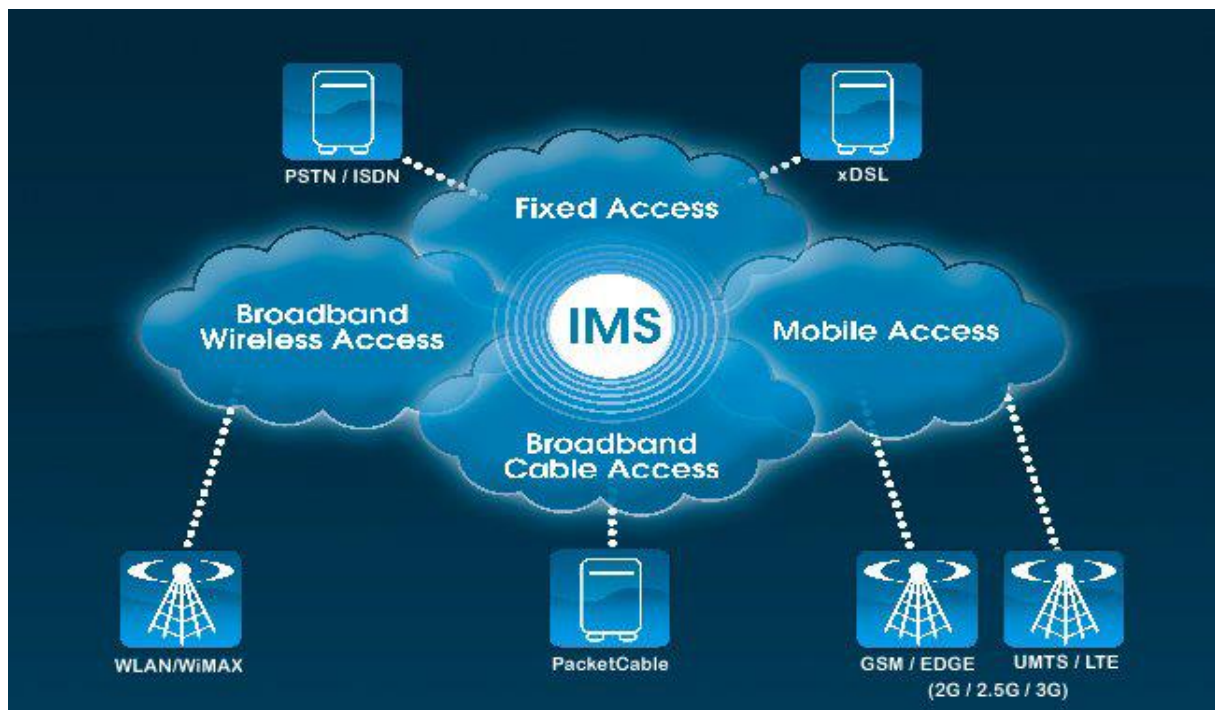 PSTN / ISDN
xDSL
Fixed Access
Broadband
Wireless Access
IMS
Mobile Access
Broadband
Cable Access
WLAN/WiMAX
PacketCable
GSM / EDGE
UMTS / LTE
(2G / 2.5G / 3G)